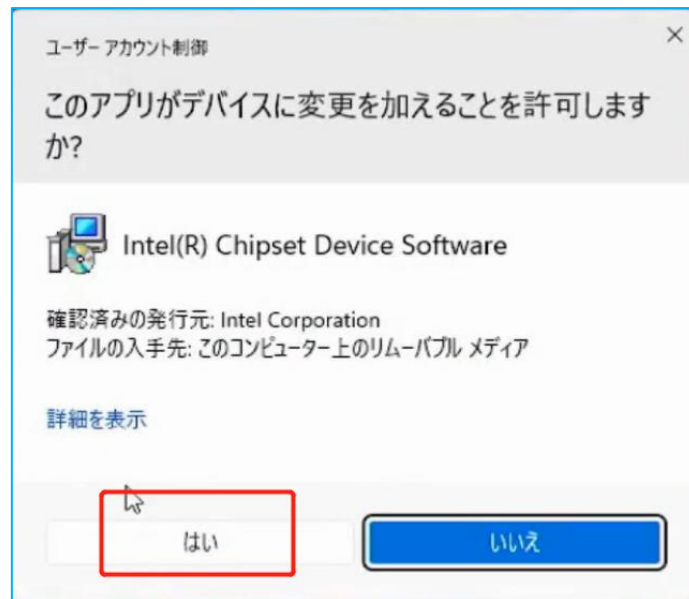 ユーザー アカウント制御
このアプリがデバイスに変更を加えることを許可します
か?
Intel(R) Chipset Device Software
確認済みの発行元: Intel Corporation
ファイルの入手先: このコンピューター上のリムーバブル メディア
詳細を表示
はい
いいえ